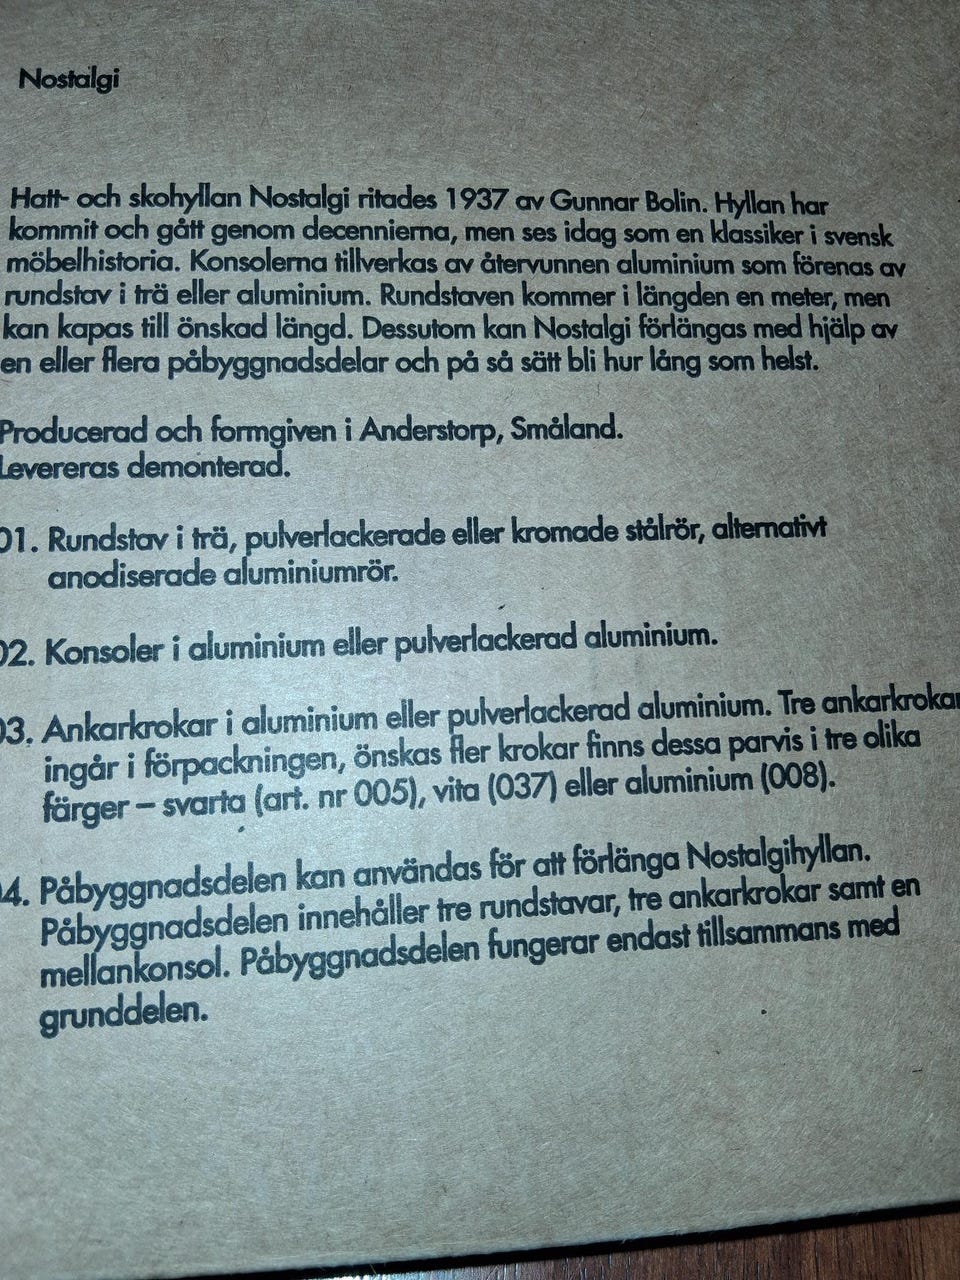 Nostalgi
Hatt- och skohyllan Nostalgi ritades 1937 av Gunnar Bolin. Hyllan har
kommit och gått genom decennierna, men ses idag som en klassiker i svensk
möbelhistoria. Konsolerna tillverkas av återvunnen aluminium som förenas av
rundstav i trä eller aluminium. Rundstaven kommer i längden en meter, men
kan kapas till önskad längd. Dessutom kan Nostalgi förlängas med hjälp av
en eller flera påbyggnadsdelar och på så sätt bli hur lång som helst.
Producerad och formgiven i Anderstorp, Småland.
Levereras demonterad.
01. Rundstav i trä, pulverlackerade eller kromade stålrör, alternativt
anodiserade aluminiumrör.
02. Konsoler i aluminium eller pulverlackerad aluminium.
03. Ankarkrokar i aluminium eller pulverlackerad aluminium. Tre ankarkrokar
ingår i förpackningen, önskas fler krokar finns dessa parvis i tre olika
färger – svarta (art. nr 005), vita (037) eller aluminium (008).
04. Påbyggnadsdelen kan användas för att förlänga Nostalgihyllan.
Påbyggnadsdelen innehåller tre rundstavar, tre ankarkrokar samt en
mellankonsol. Påbyggnadsdelen fungerar endast tillsammans med
grunddelen.